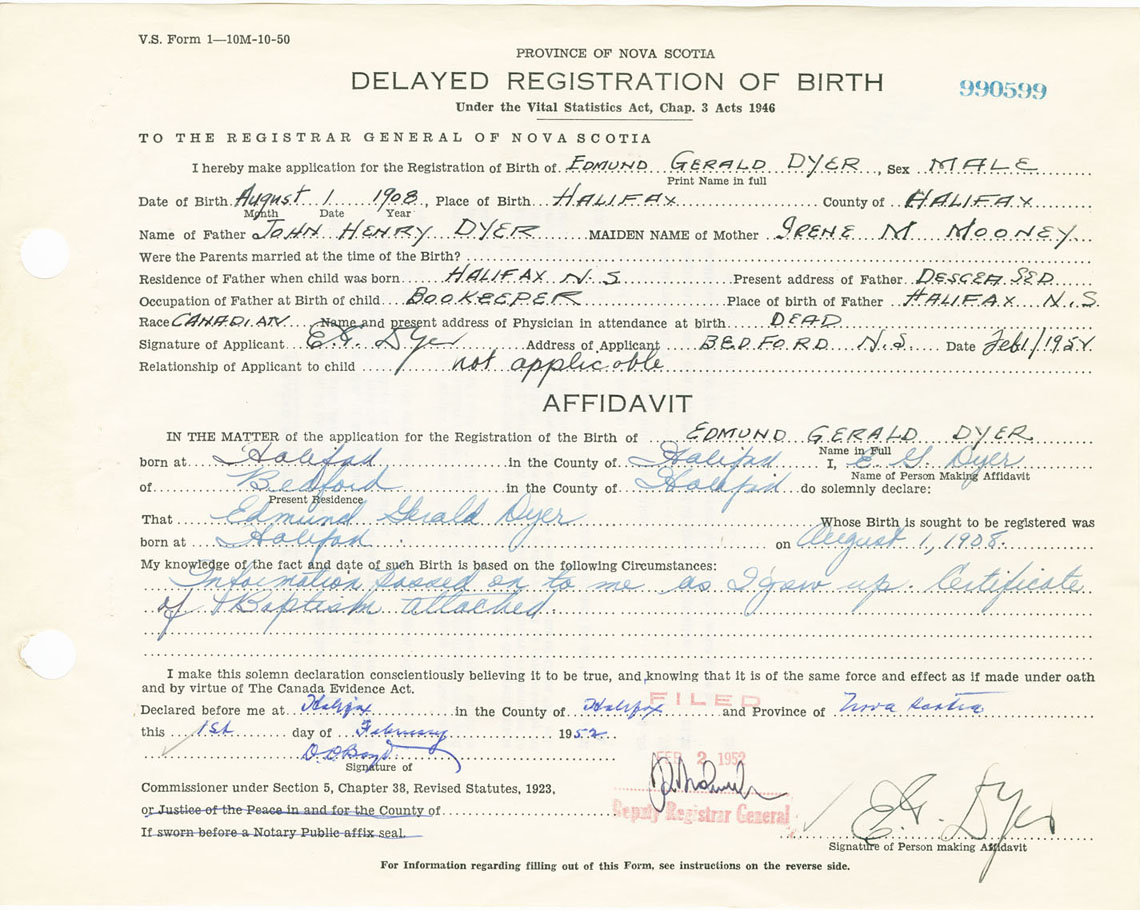 V.S. Form 1—10M-10-50
PROVINCE OF NOVA SCOTIA
DELAYED REGISTRATION OF BIRTH
990599
Under the Vital Statistics Act, Chap. 3 Acts 1946
TO THE REGISTRAR GENERAL OF NOVA SCOTIA
I hereby make application for the Registration of Birth of EDMUND GERALD DYER, Sex MALE
Print Name in full
Date of Birth August 1 1908, Place of Birth HALIFAX County of HALIFAX
Month Date Year
Name of Father JOHN HENRY DYER MAIDEN NAME of Mother IRENE M MOONEY
Were the Parents married at the time of the Birth?
Residence of Father when child was born HALIFAX N.S Present address of Father DESCEASED
Occupation of Father at Birth of child BOOKEEPER Place of birth of Father HALIFAX N.S.
Race CANADIAN Name and present address of Physician in attendance at birth DEAD
Signature of Applicant E.G. Dyer Address of Applicant BEDFORD N.S. Date Feb 1/1952
Relationship of Applicant to child not applicable
AFFIDAVIT
IN THE MATTER of the application for the Registration of the Birth of EDMUND GERALD DYER
Name in Full
born at Halifax in the County of Halifax I, E G Dyer
Name of Person Making Affidavit
of Bedford in the County of Halifax do solemnly declare:
Present Residence
That Edmund Gerald Dyer Whose Birth is sought to be registered was
born at Halifax on August 1, 1908.
My knowledge of the fact and date of such Birth is based on the following Circumstances:
Information passed on to me as I grew up. Certificate
of Baptism attached
I make this solemn declaration conscientiously believing it to be true, and knowing that it is of the same force and effect as if made under oath
and by virtue of The Canada Evidence Act.
FILED
Declared before me at Halifax in the County of Halifax and Province of Nova Scotia
this 1st day of February 1952
FEB 2 1952
Signature of
Commissioner under Section 5, Chapter 38, Revised Statutes, 1923,
or Justice of the Peace in and for the County of
Deputy Registrar General
If sworn before a Notary Public affix seal.
E.G. Dyer
Signature of Person making Affidavit
For Information regarding filling out of this Form, see instructions on the reverse side.